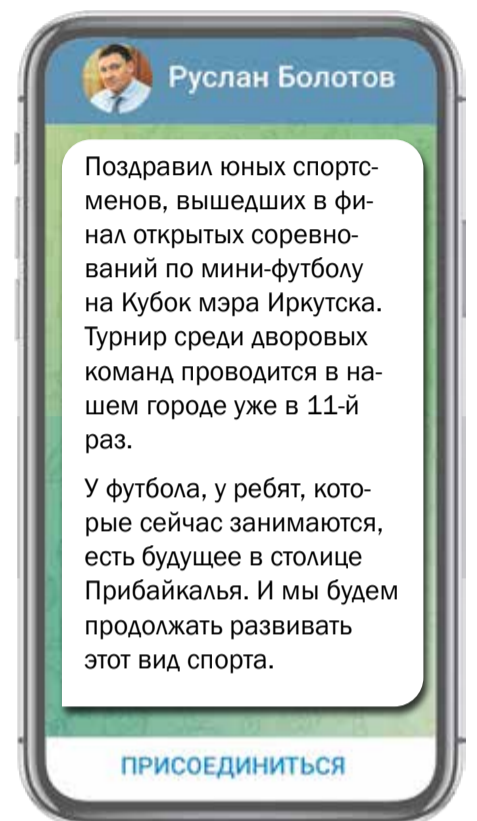 Руслан Болотов
Поздравил юных спортс-
менов, вышедших в фи-
нал открытых соревно-
ваний по мини-футболу
на Кубок мэра Иркутска.
Турнир среди дворовых
команд проводится в на-
шем городе уже в 11-й
раз.
У футбола, у ребят, кото-
рые сейчас занимаются,
есть будущее в столице
Прибайкалья. И мы будем
продолжать развивать
этот вид спорта.
ПРИСОЕДИНИТЬСЯ